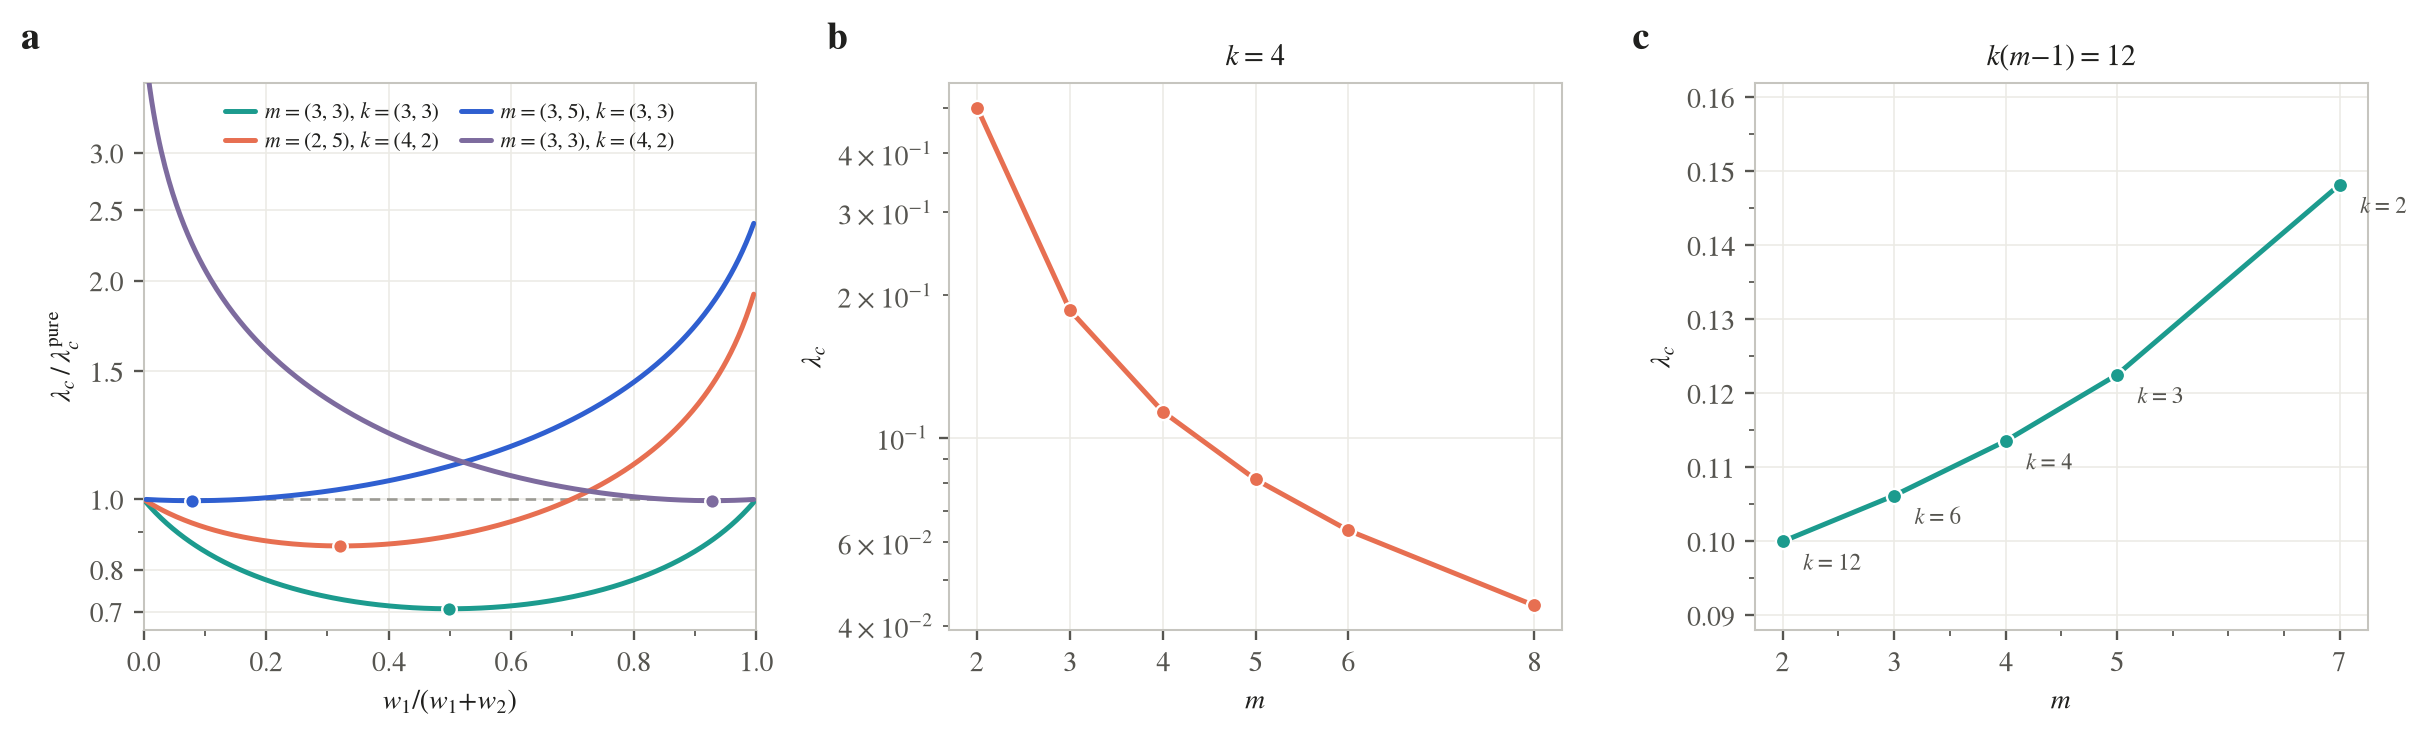 a
m = (3, 3), k = (3, 3)
m = (3, 5), k = (3, 3)
m = (2, 5), k = (4, 2)
m = (3, 3), k = (4, 2)
3.0
2.5
2.0
1.5
1.0
0.8
0.7
λ_c / λ_c^pure
0.0 0.2 0.4 0.6 0.8 1.0
w₁/(w₁+w₂)
b
k = 4
4 × 10⁻¹
3 × 10⁻¹
2 × 10⁻¹
10⁻¹
6 × 10⁻²
4 × 10⁻²
λ_c
2 3 4 5 6 8
m
c
k(m−1) = 12
0.16
0.15
0.14
0.13
0.12
0.11
0.10
0.09
λ_c
k = 2
k = 3
k = 4
k = 6
k = 12
2 3 4 5 7
m